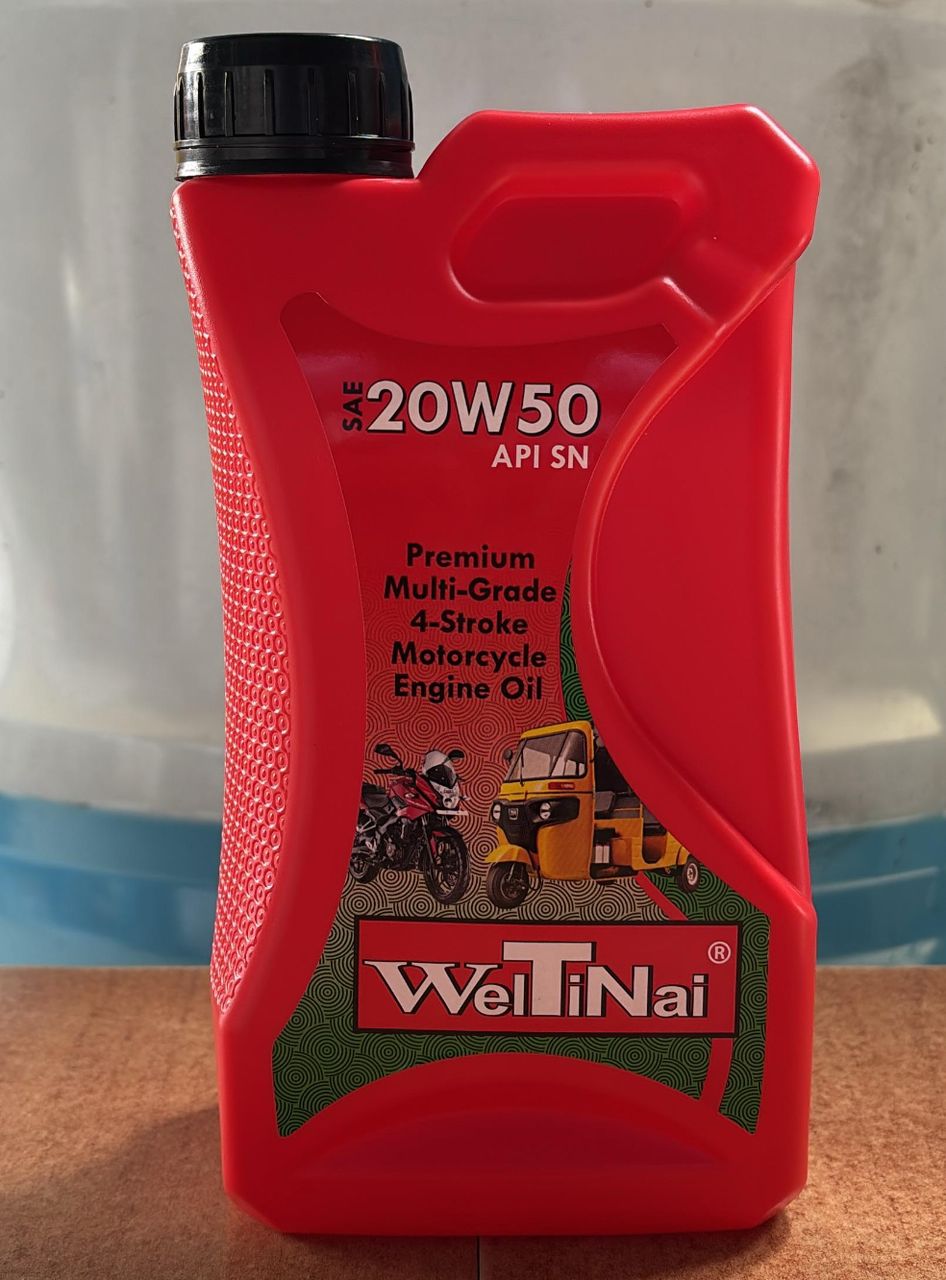 SAE 20W50
API SN
Premium
Multi-Grade
4-Stroke
Motorcycle
Engine Oil
WelTiNai ®